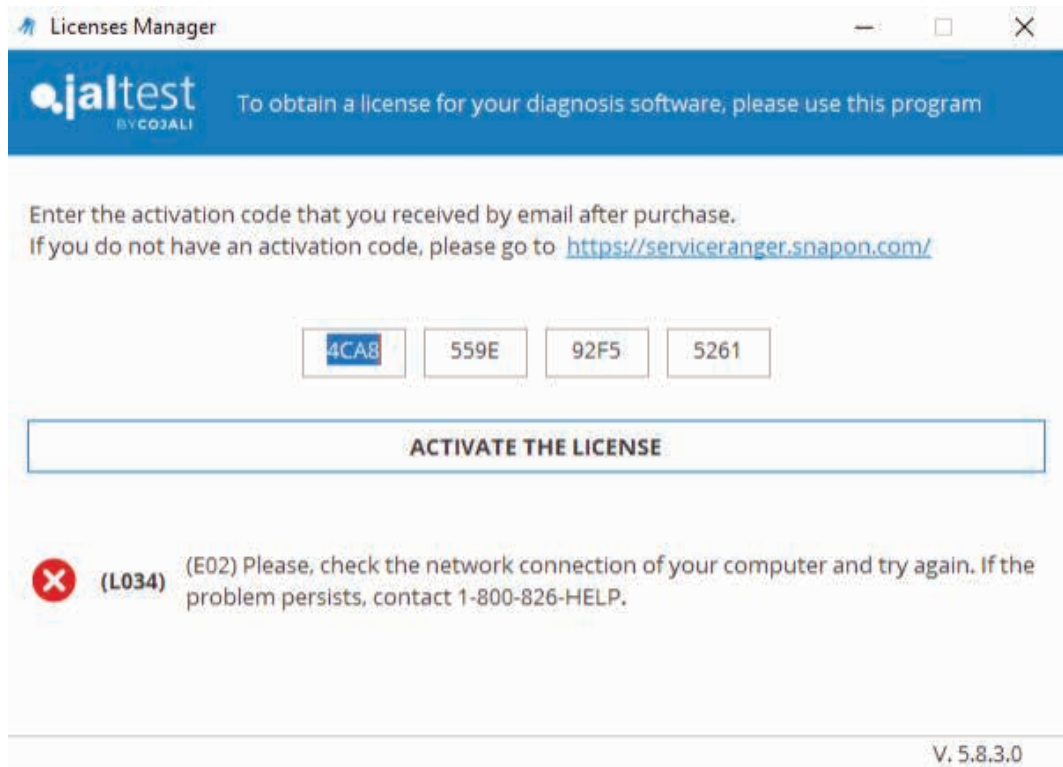 Licenses Manager
jaltest
BY COJALI
To obtain a license for your diagnosis software, please use this program
Enter the activation code that you received by email after purchase.
If you do not have an activation code, please go to https://serviceranger.snapon.com/
4CA8 559E 92F5 5261
ACTIVATE THE LICENSE
(L034) (E02) Please, check the network connection of your computer and try again. If the
problem persists, contact 1-800-826-HELP.
V. 5.8.3.0